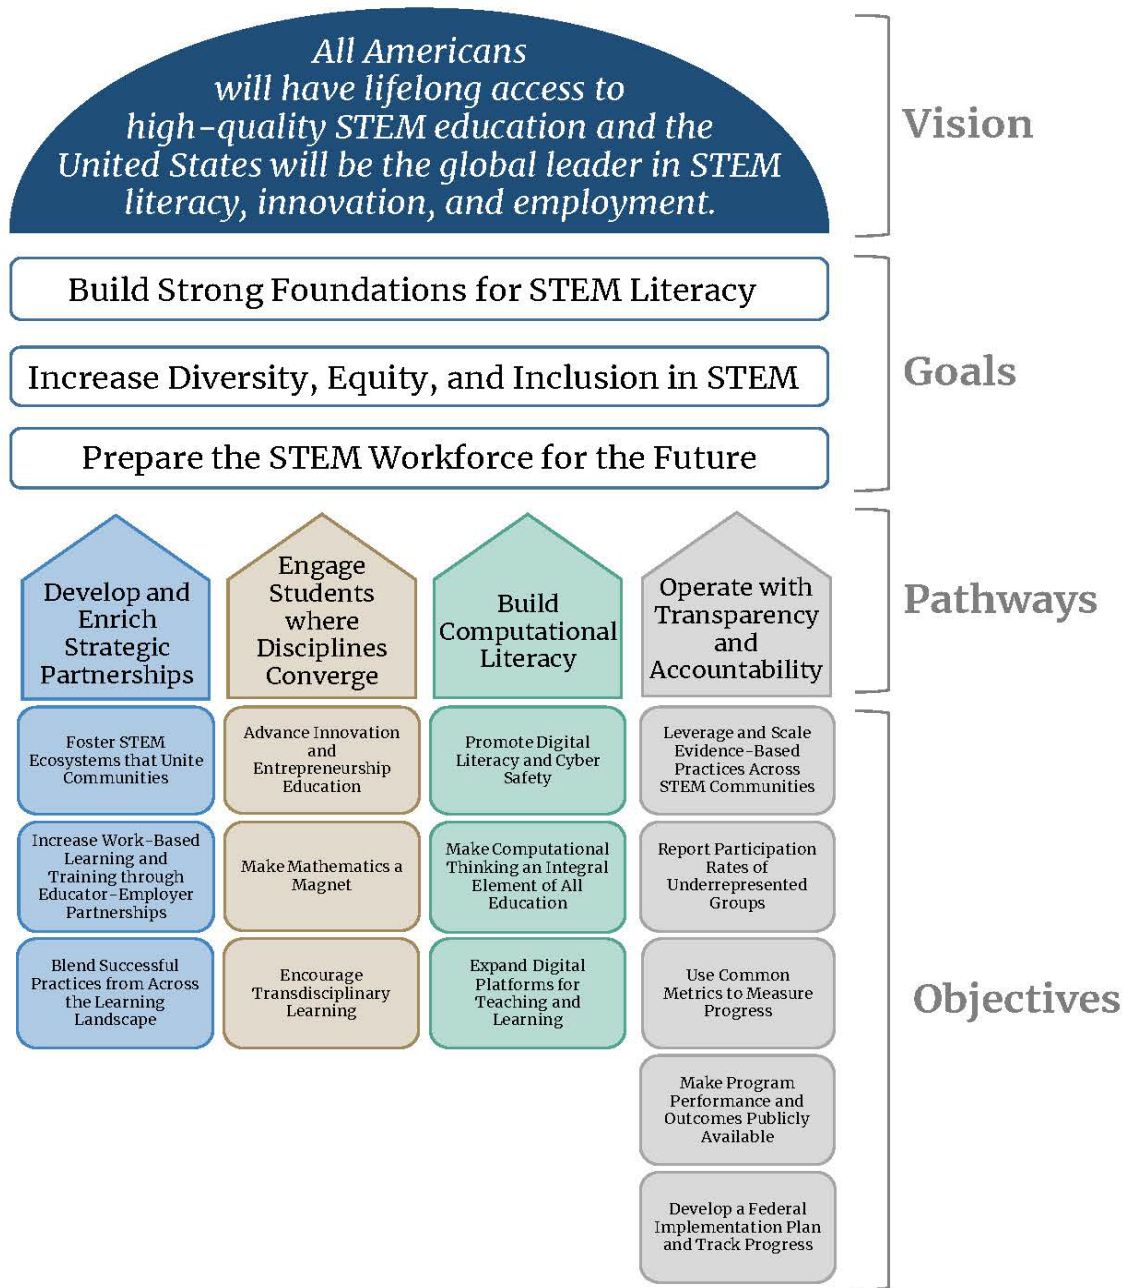 All Americans
will have lifelong access to
high-quality STEM education and the
United States will be the global leader in STEM
literacy, innovation, and employment.
Vision
Build Strong Foundations for STEM Literacy
Increase Diversity, Equity, and Inclusion in STEM
Prepare the STEM Workforce for the Future
Goals
Develop and
Enrich
Strategic
Partnerships
Engage
Students
where
Disciplines
Converge
Build
Computational
Literacy
Operate with
Transparency
and
Accountability
Pathways
Foster STEM
Ecosystems that Unite
Communities
Increase Work-Based
Learning and
Training through
Educator-Employer
Partnerships
Blend Successful
Practices from Across
the Learning
Landscape
Advance Innovation
and
Entrepreneurship
Education
Make Mathematics a
Magnet
Encourage
Transdisciplinary
Learning
Promote Digital
Literacy and Cyber
Safety
Make Computational
Thinking an Integral
Element of All
Education
Expand Digital
Platforms for
Teaching and
Learning
Leverage and Scale
Evidence-Based
Practices Across
STEM Communities
Report Participation
Rates of
Underrepresented
Groups
Use Common
Metrics to Measure
Progress
Make Program
Performance and
Outcomes Publicly
Available
Develop a Federal
Implementation Plan
and Track Progress
Objectives